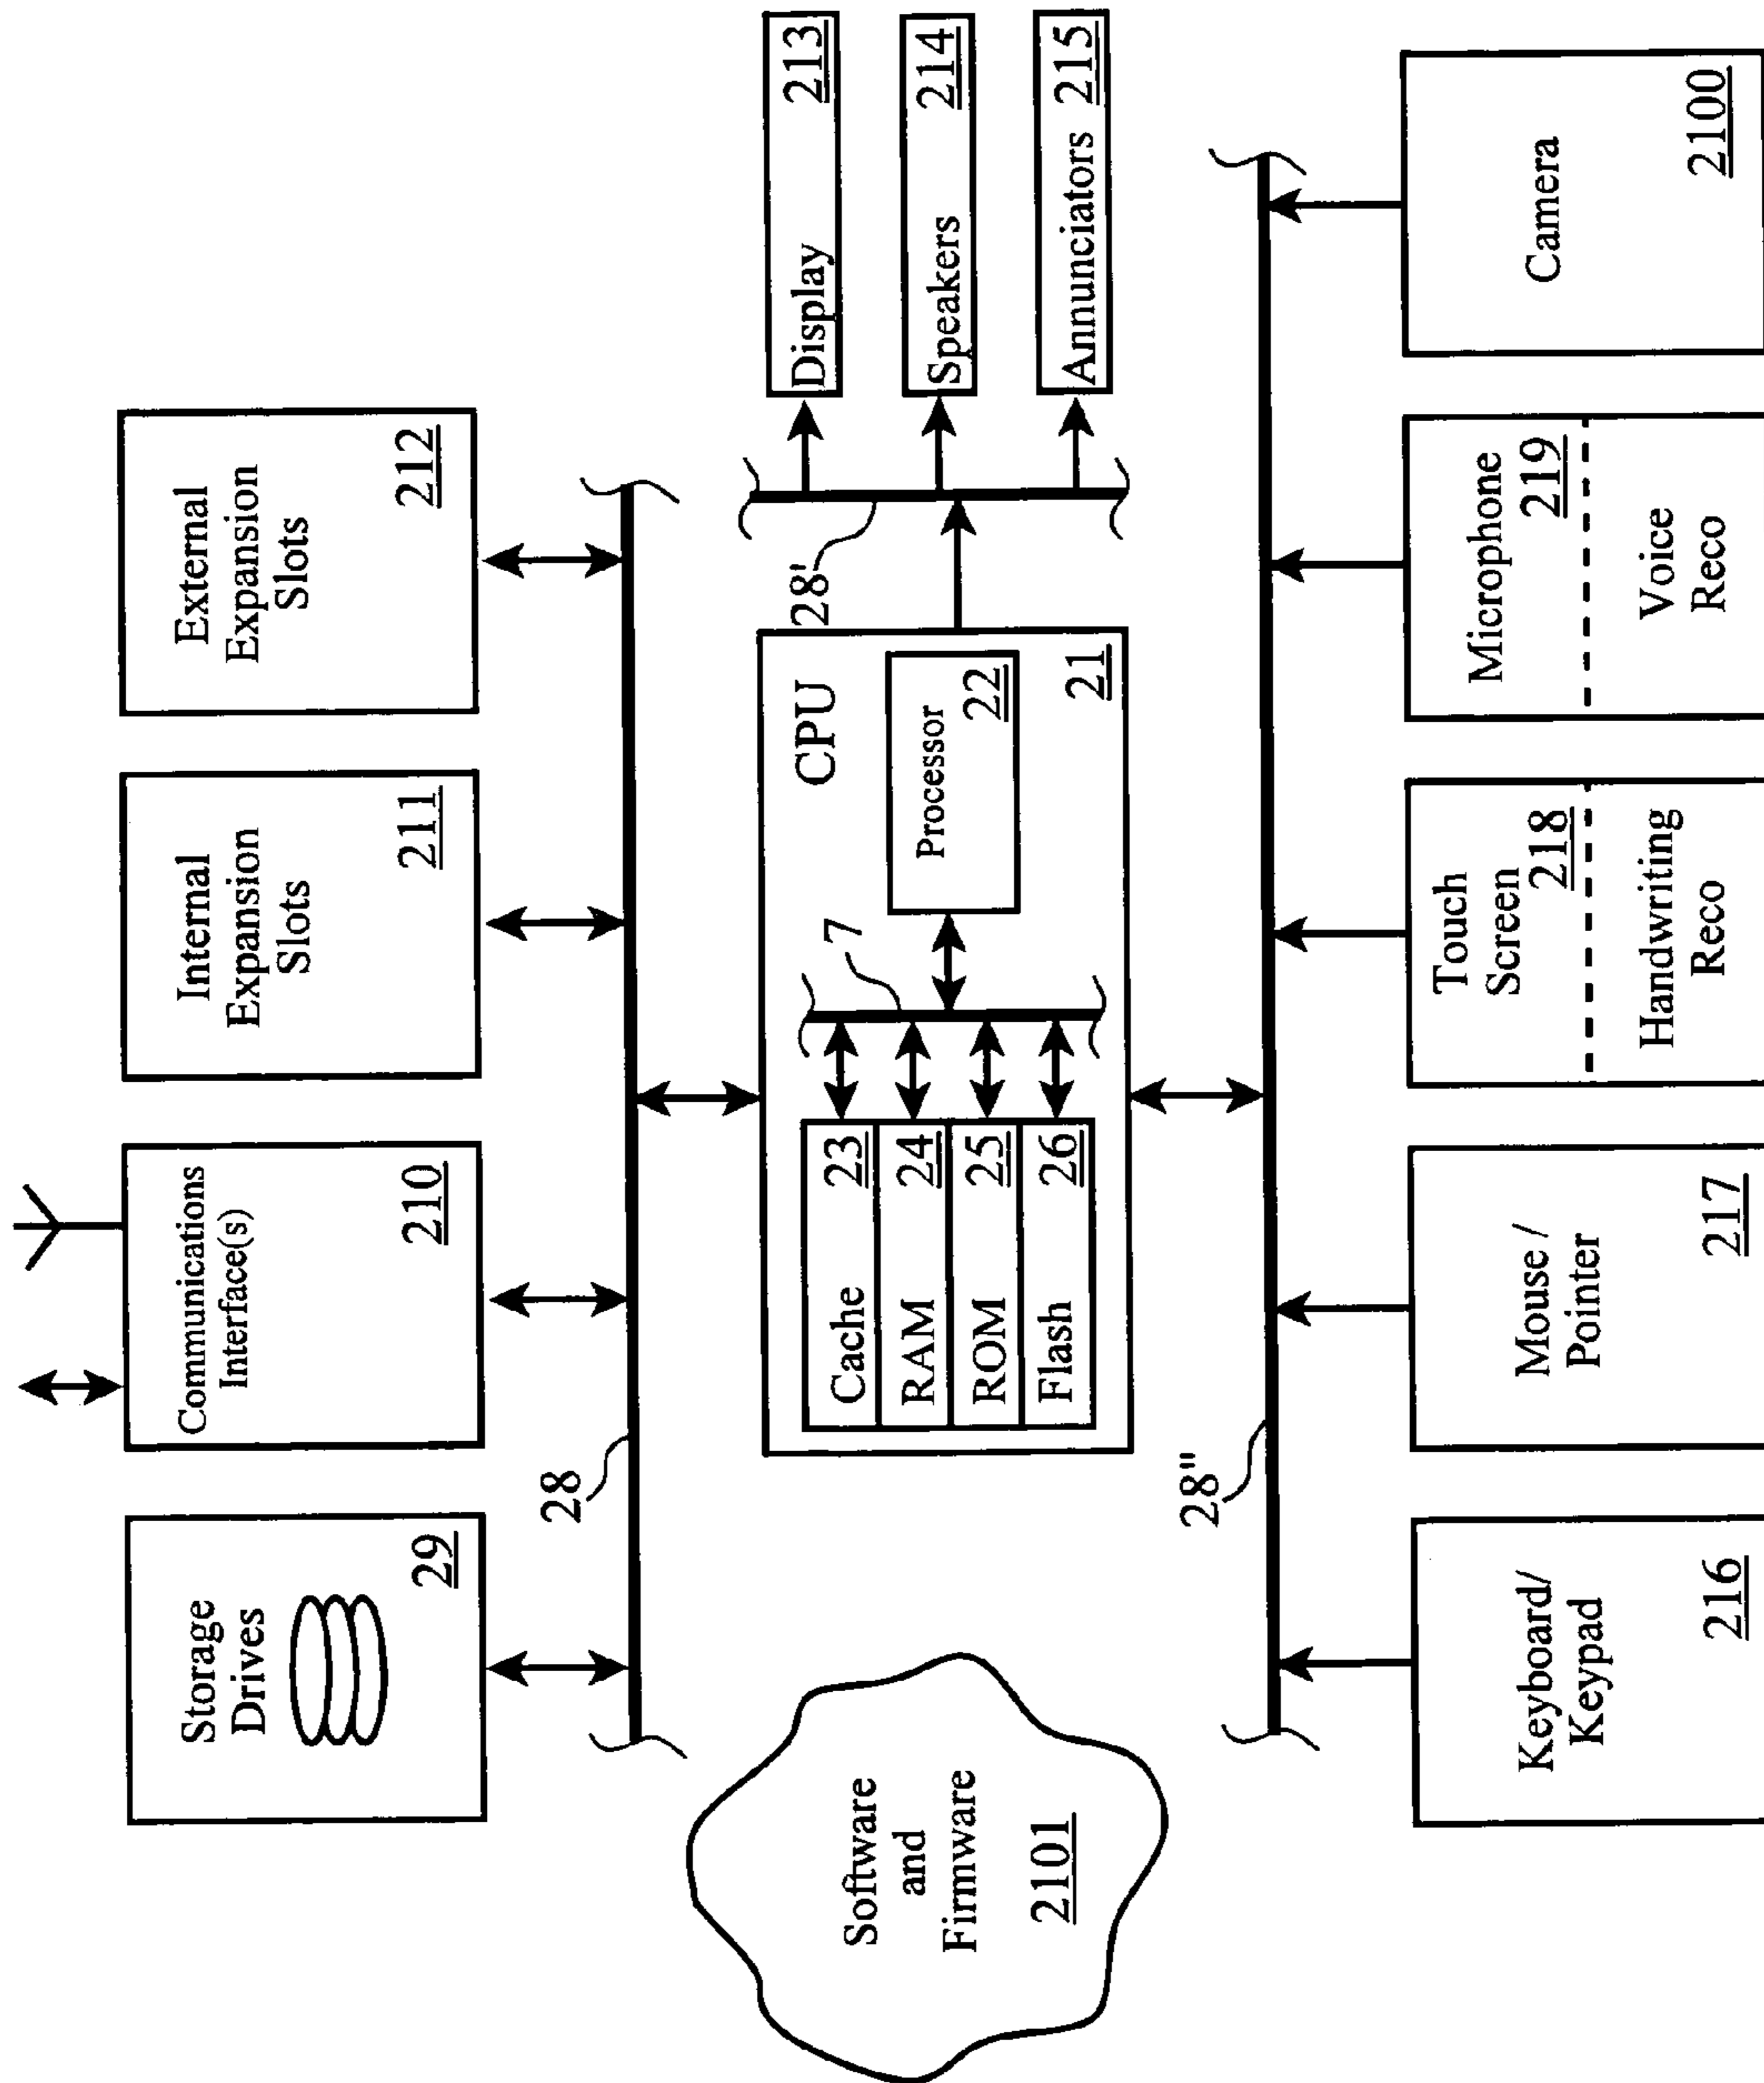 Storage
Drives
29
Communications
Interface(s)
210
Internal
Expansion
Slots
211
External
Expansion
Slots
212
28
Software
and
Firmware
2101
CPU
Cache 23
RAM 24
ROM 25
Flash 26
7
Processor
22
21
28'
Display 213
Speakers 214
Annunciators 215
28"
Keyboard/
Keypad
216
Mouse /
Pointer
217
Touch
Screen
218
Handwriting
Reco
Microphone
219
Voice
Reco
Camera
2100